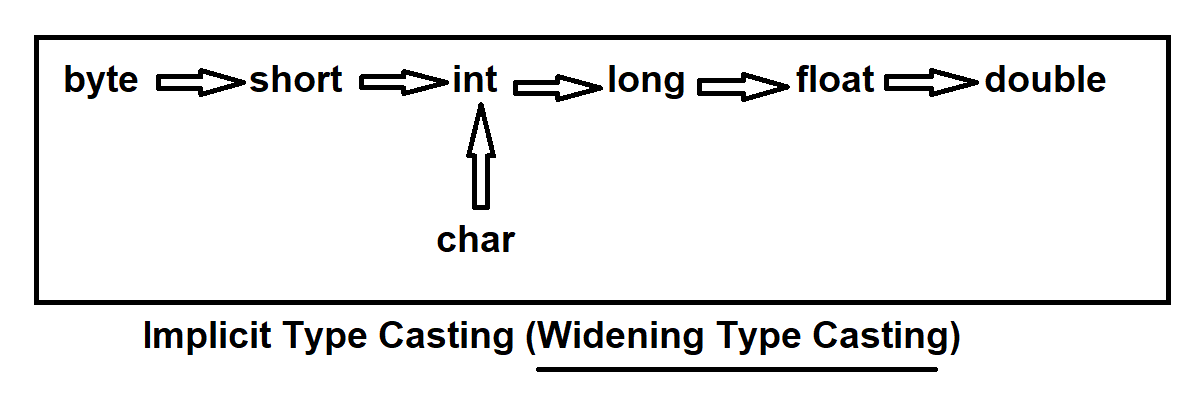 byte short int long float double
char
Implicit Type Casting (Widening Type Casting)